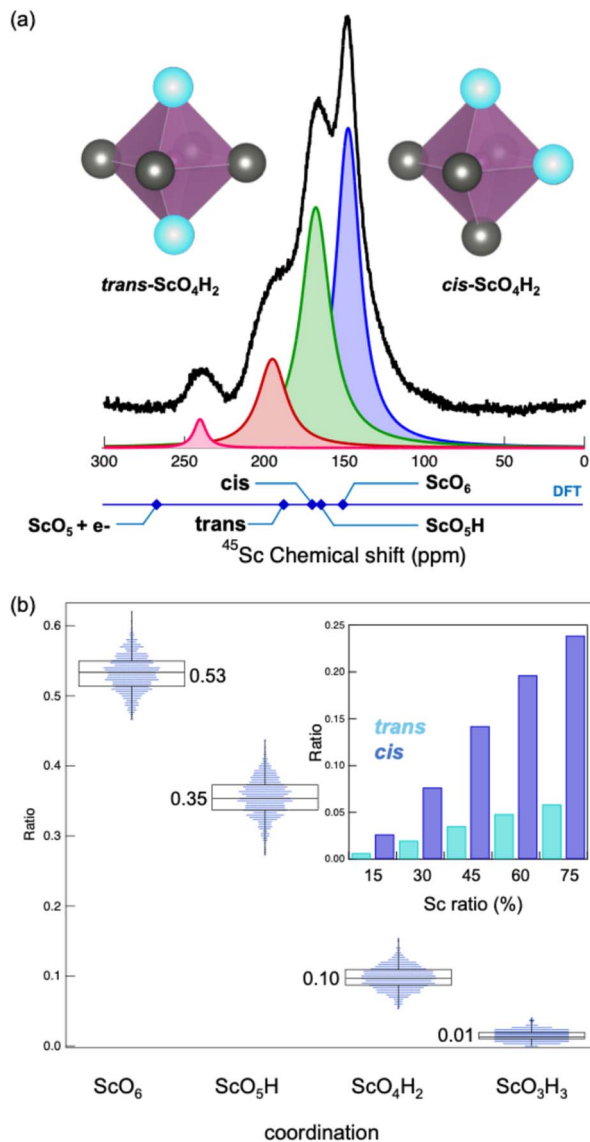 (a)
trans-ScO₄H₂
cis-ScO₄H₂
300 200 150 100 50 0
cis
ScO₆
DFT
ScO₅ + e-
trans
ScO₅H
⁴⁵Sc Chemical shift (ppm)
(b)
0.6
0.5
0.4
0.3
0.2
0.1
0.0
Ratio
0.53
0.35
0.10
0.01
0.25
0.20
0.15
0.10
0.05
0.00
Ratio
trans
cis
15 30 45 60 75
Sc ratio (%)
ScO₆
ScO₅H
ScO₄H₂
ScO₃H₃
coordination